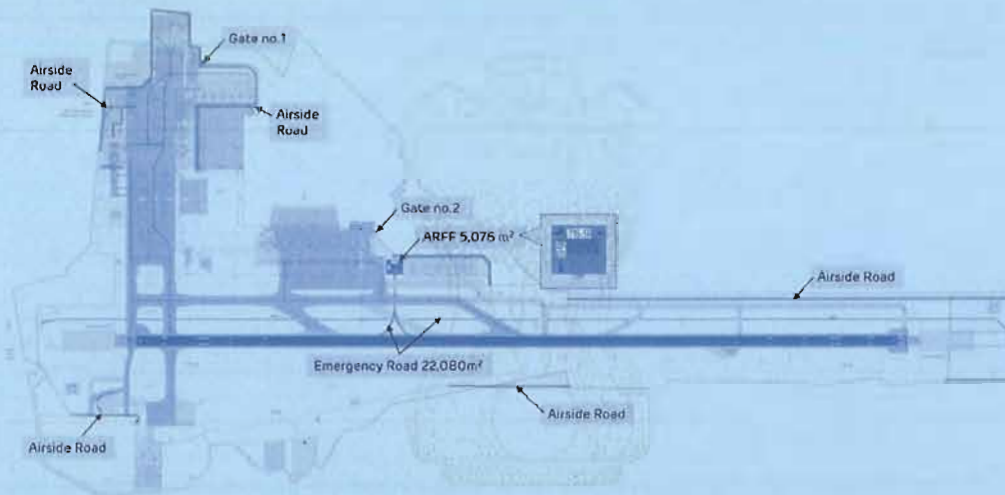 Gate no.1
Airside
Road
Airside
Road
Gate no.2
ARFF 5,076 m²
Airside Road
Emergency Road 22,080m²
Airside Road
Airside Road